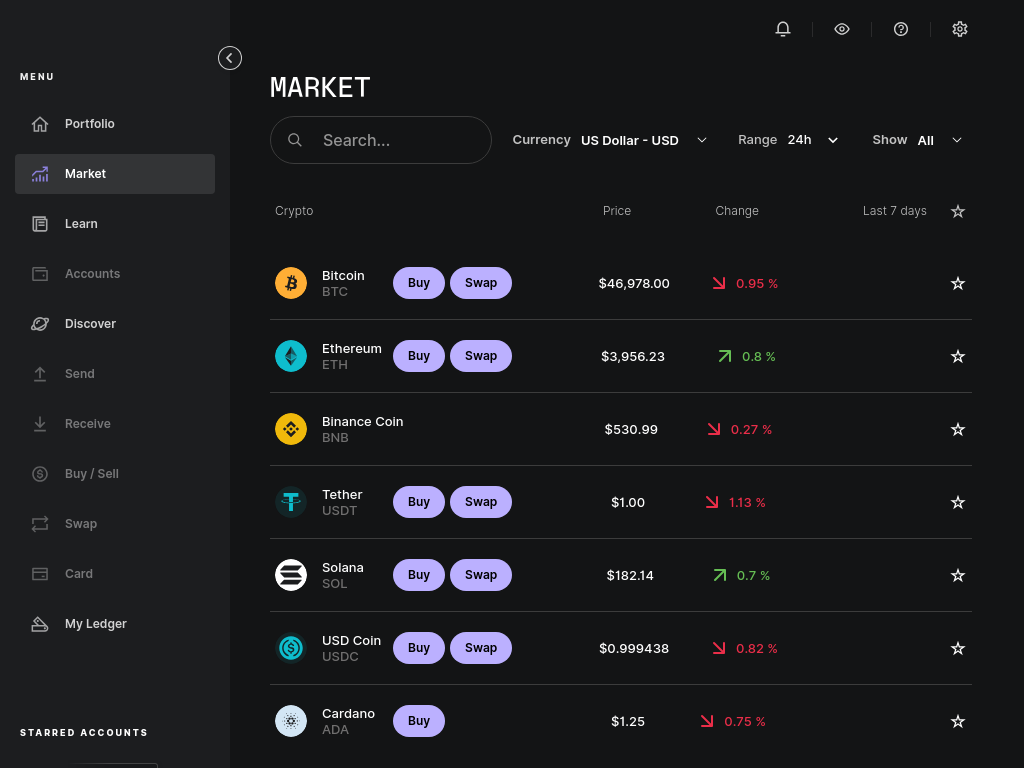 MENU
Portfolio
Market
Learn
Accounts
Discover
Send
Receive
Buy / Sell
Swap
Card
My Ledger
STARRED ACCOUNTS
MARKET
Search...
Currency US Dollar - USD
Range 24h
Show All
Crypto Price Change Last 7 days
Bitcoin
BTC
Buy Swap $46,978.00 0.95 %
Ethereum
ETH
Buy Swap $3,956.23 0.8 %
Binance Coin
BNB
$530.99 0.27 %
Tether
USDT
Buy Swap $1.00 1.13 %
Solana
SOL
Buy Swap $182.14 0.7 %
USD Coin
USDC
Buy Swap $0.999438 0.82 %
Cardano
ADA
Buy $1.25 0.75 %